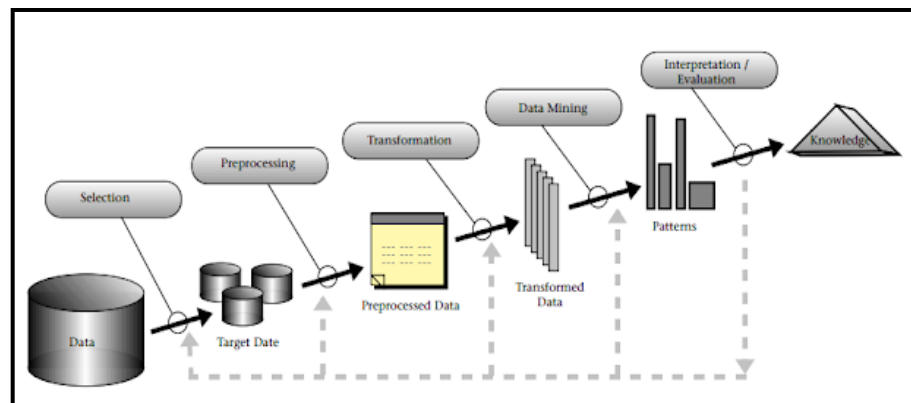 Interpretation /
Evaluation
Data Mining
Knowledge
Transformation
Preprocessing
Patterns
Selection
Transformed
Data
Preprocessed Data
Data
Target Date